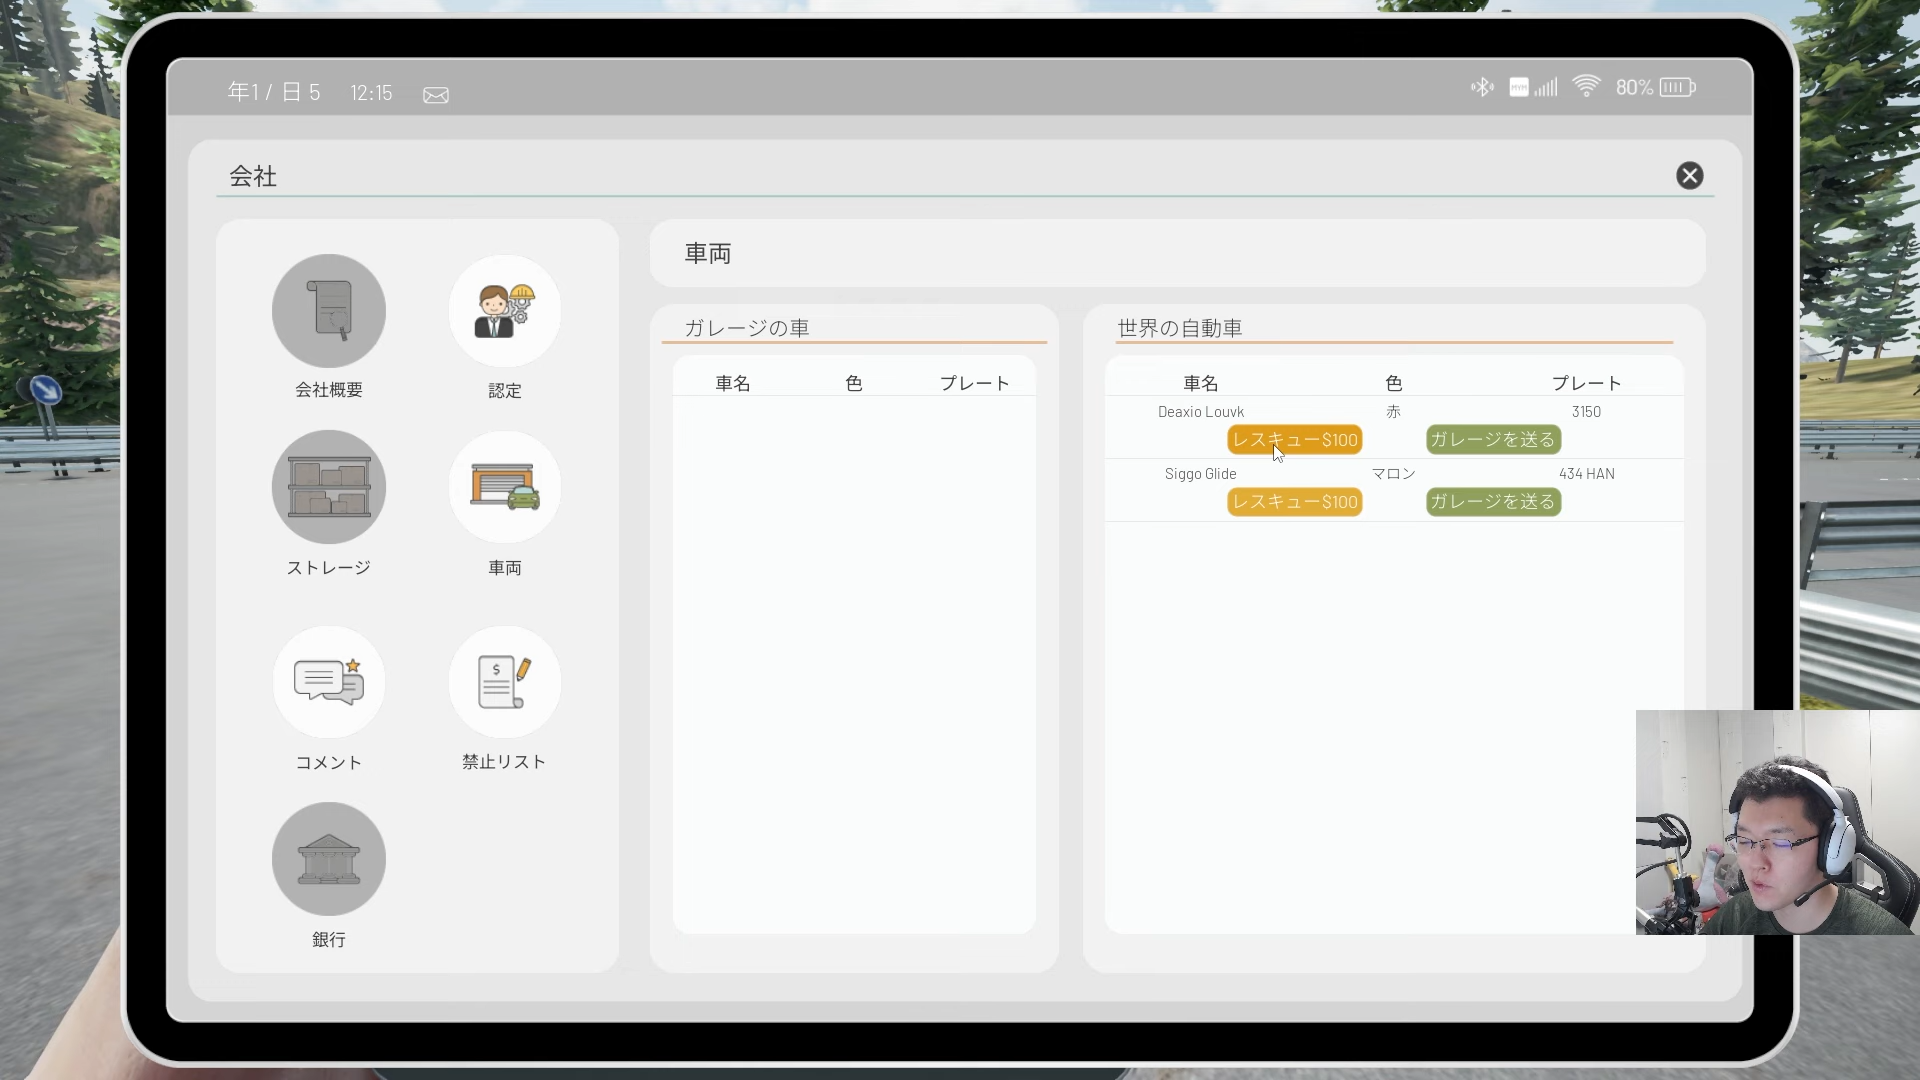 年1 / 日 5 12:15
MYM
80%
会社
会社概要
認定
ストレージ
車両
コメント
禁止リスト
銀行
車両
ガレージの車
車名 色 プレート
世界の自動車
車名 色 プレート
Deaxio Louvk 赤 3150
レスキュー$100 ガレージを送る
Siggo Glide マロン 434 HAN
レスキュー$100 ガレージを送る